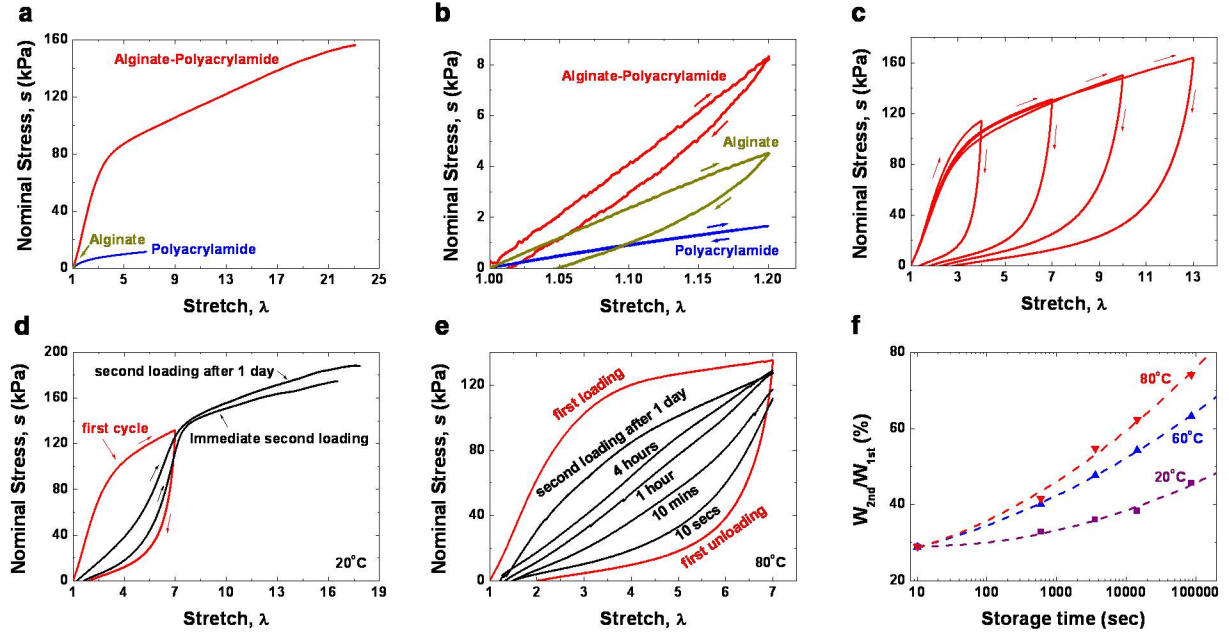 a
Nominal Stress, s (kPa)
160
120
80
40
0
Alginate-Polyacrylamide
Alginate
Polyacrylamide
1 5 9 13 17 21 25
Stretch, λ
b
Nominal Stress, s (kPa)
8
6
4
2
0
Alginate-Polyacrylamide
Alginate
Polyacrylamide
1.00 1.05 1.10 1.15 1.20
Stretch, λ
c
Nominal Stress, s (kPa)
160
120
80
40
0
1 3 5 7 9 11 13
Stretch, λ
d
Nominal Stress, s (kPa)
200
160
120
80
40
0
second loading after 1 day
first cycle
Immediate second loading
20°C
1 4 7 10 13 16 19
Stretch, λ
e
Nominal Stress, s (kPa)
120
80
40
0
first loading
second loading after 1 day
4 hours
1 hour
10 mins
10 secs
first unloading
80°C
1 2 3 4 5 6 7
Stretch, λ
f
W2nd/W1st (%)
80
60
40
20
80°C
60°C
20°C
10 100 1000 10000 100000
Storage time (sec)